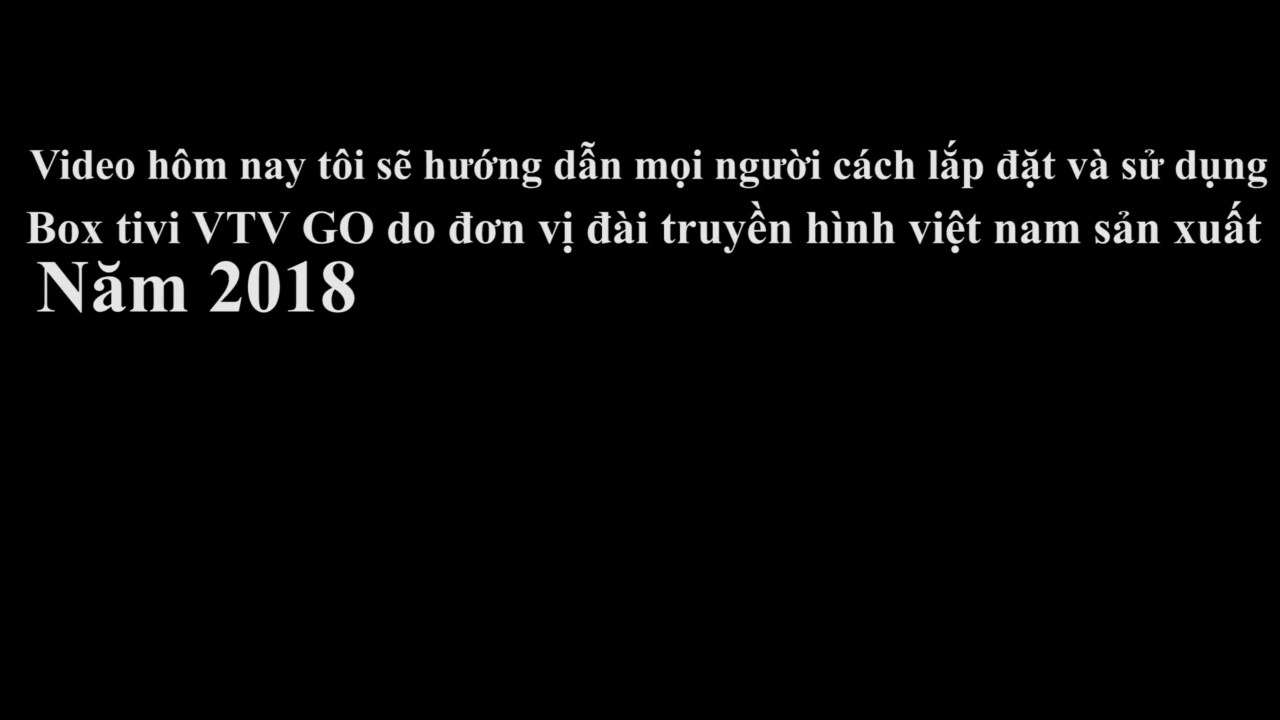 Video hôm nay tôi sẽ hướng dẫn mọi người cách lắp đặt và sử dụng
Box tivi VTV GO do đơn vị đài truyền hình việt nam sản xuất
Năm 2018